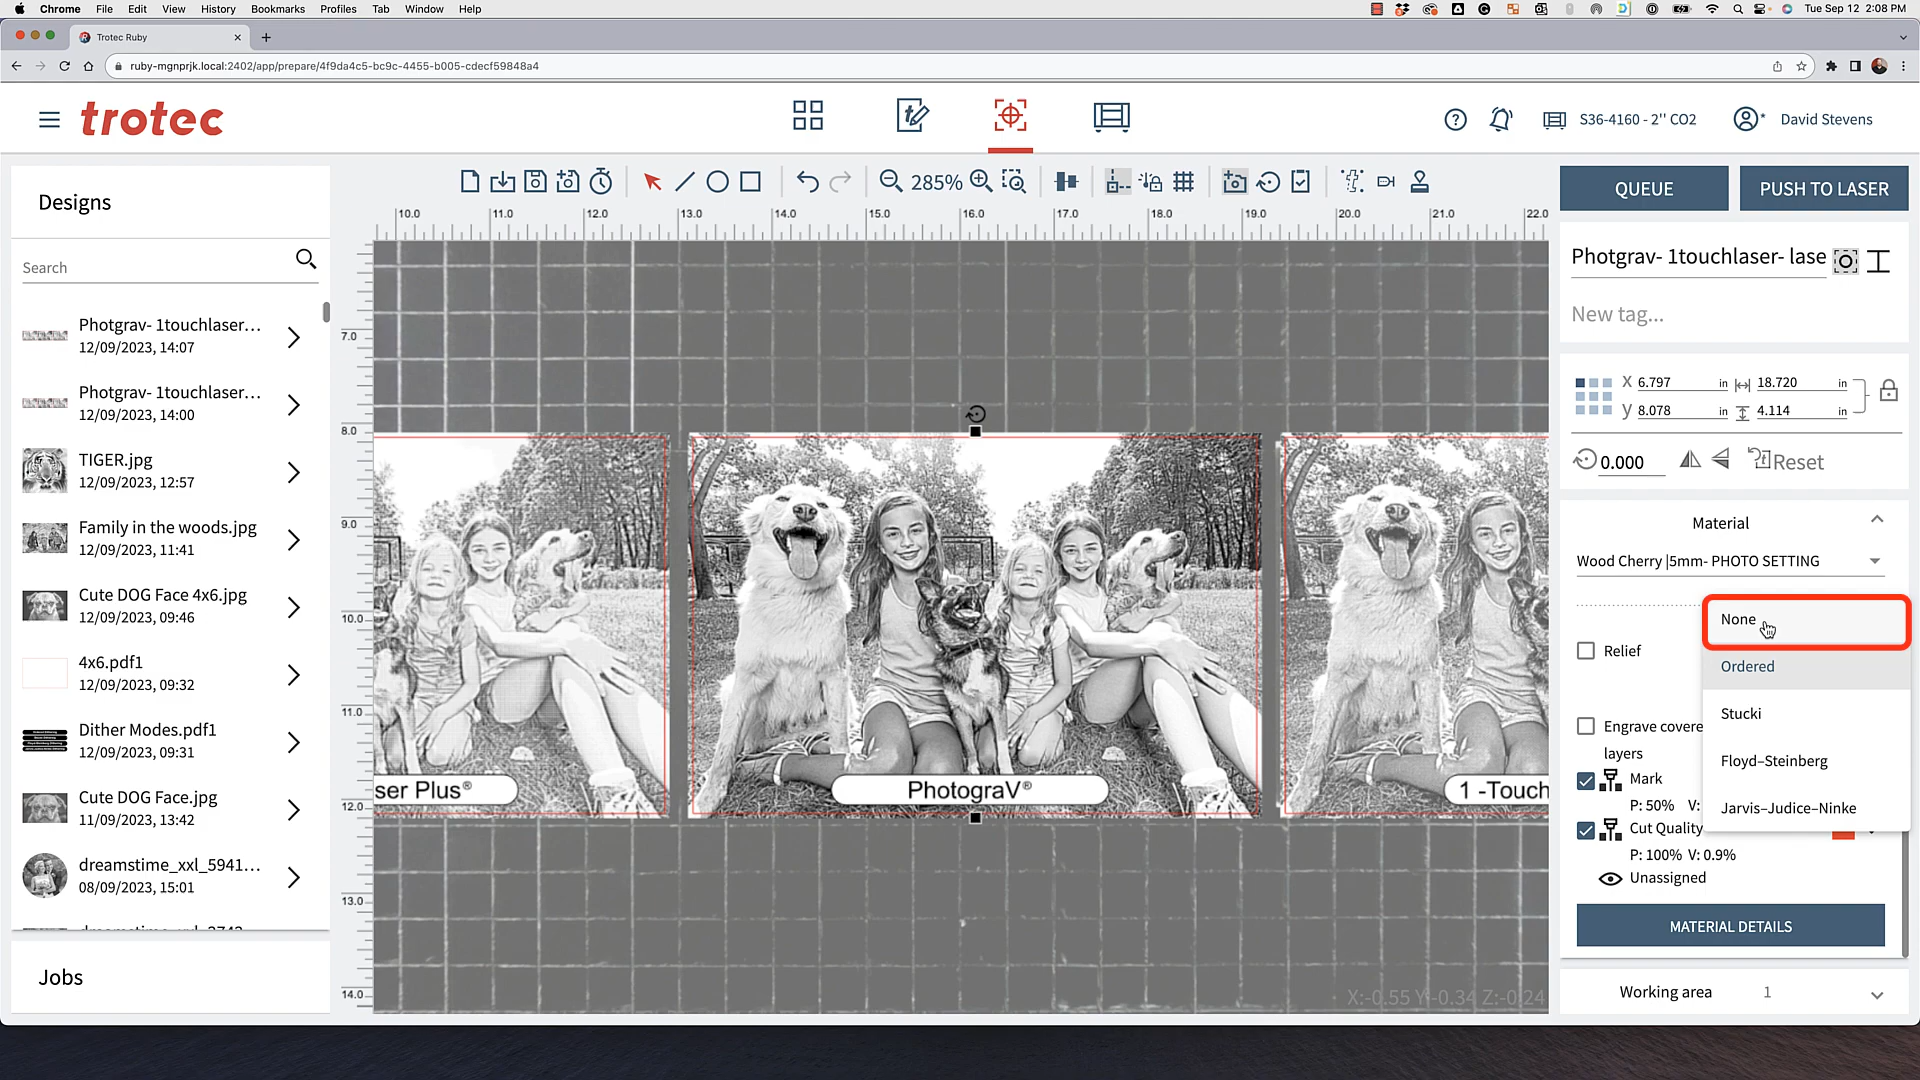 Chrome File Edit View History Bookmarks Profiles Tab Window Help
Tue Sep 12 2:08 PM
Trotec Ruby
ruby-mgnprjk.local:2402/app/prepare/4f9da4c5-bc9c-4455-b005-cdecf59848a4
trotec
S36-4160 - 2'' CO2
David Stevens
Designs
Search
Photgrav- 1touchlaser...
12/09/2023, 14:07
Photgrav- 1touchlaser...
12/09/2023, 14:00
TIGER.jpg
12/09/2023, 12:57
Family in the woods.jpg
12/09/2023, 11:41
Cute DOG Face 4x6.jpg
12/09/2023, 09:46
4x6.pdf1
12/09/2023, 09:32
Dither Modes.pdf1
12/09/2023, 09:31
Cute DOG Face.jpg
11/09/2023, 13:42
dreamstime_xxl_5941...
08/09/2023, 15:01
Jobs
285%
10.0 11.0 12.0 13.0 14.0 15.0 16.0 17.0 18.0 19.0 20.0 21.0 22.0
7.0
8.0
9.0
10.0
11.0
12.0
13.0
14.0
ser Plus®
PhotograV®
1 -Touch
X:-0.55 Y:-0.34 Z:-0.24
QUEUE
PUSH TO LASER
Photgrav- 1touchlaser- lase
New tag...
X 6.797 in 18.720 in
y 8.078 in 4.114 in
0.000 Reset
Material
Wood Cherry |5mm- PHOTO SETTING
None
Relief
Ordered
Stucki
Engrave covere
layers
Floyd–Steinberg
Mark
P: 50% V:
Jarvis–Judice–Ninke
Cut Quality
P: 100% V: 0.9%
Unassigned
MATERIAL DETAILS
Working area 1